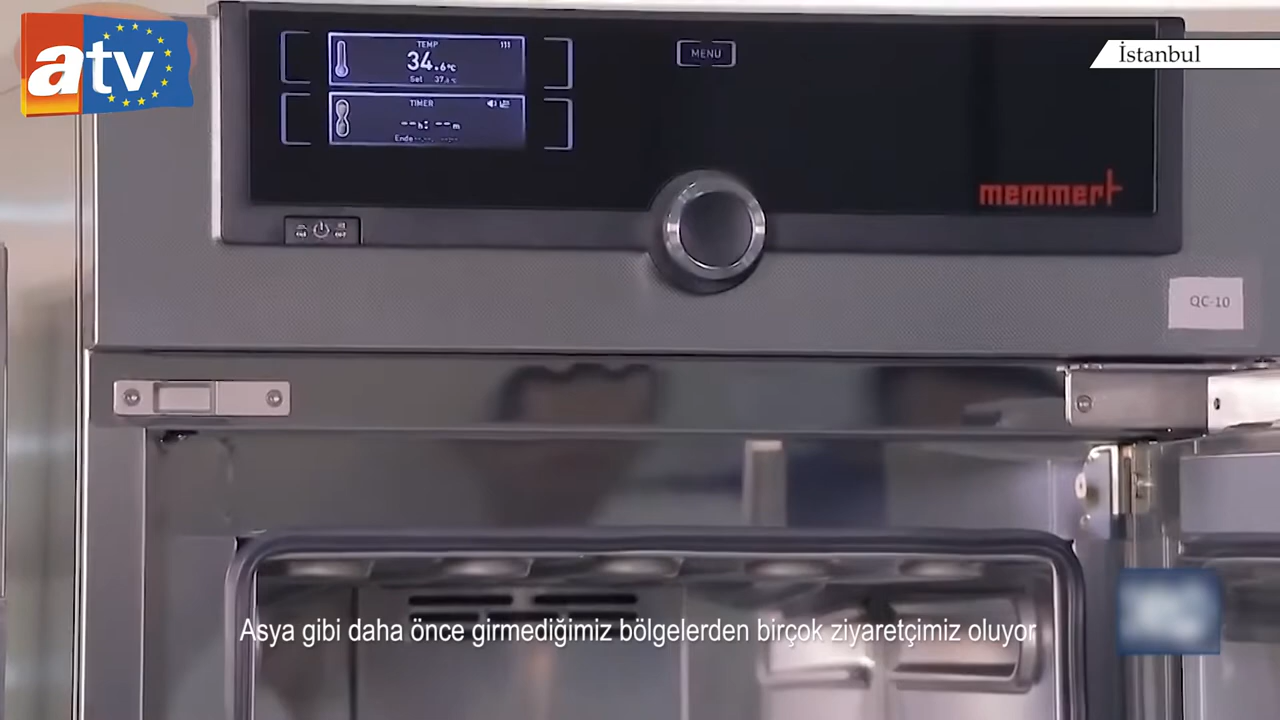 atv
İstanbul
TEMP
34.6°C
Set 37.0°C
TIMER
--h:--m
Ende
MENU
memmert
QC-10
Asya gibi daha önce girmediğimiz bölgelerden birçok ziyaretçimiz oluyor